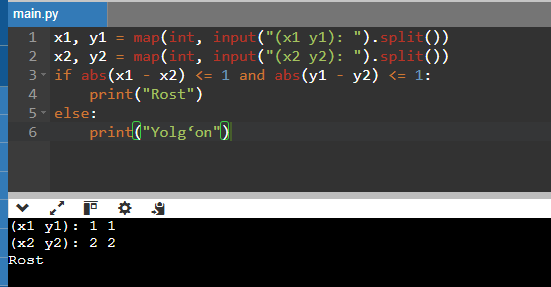 main.py
1 x1, y1 = map(int, input("(x1 y1): ").split())
2 x2, y2 = map(int, input("(x2 y2): ").split())
3 if abs(x1 - x2) <= 1 and abs(y1 - y2) <= 1:
4     print("Rost")
5 else:
6     print("Yolg‘on")
(x1 y1): 1 1
(x2 y2): 2 2
Rost